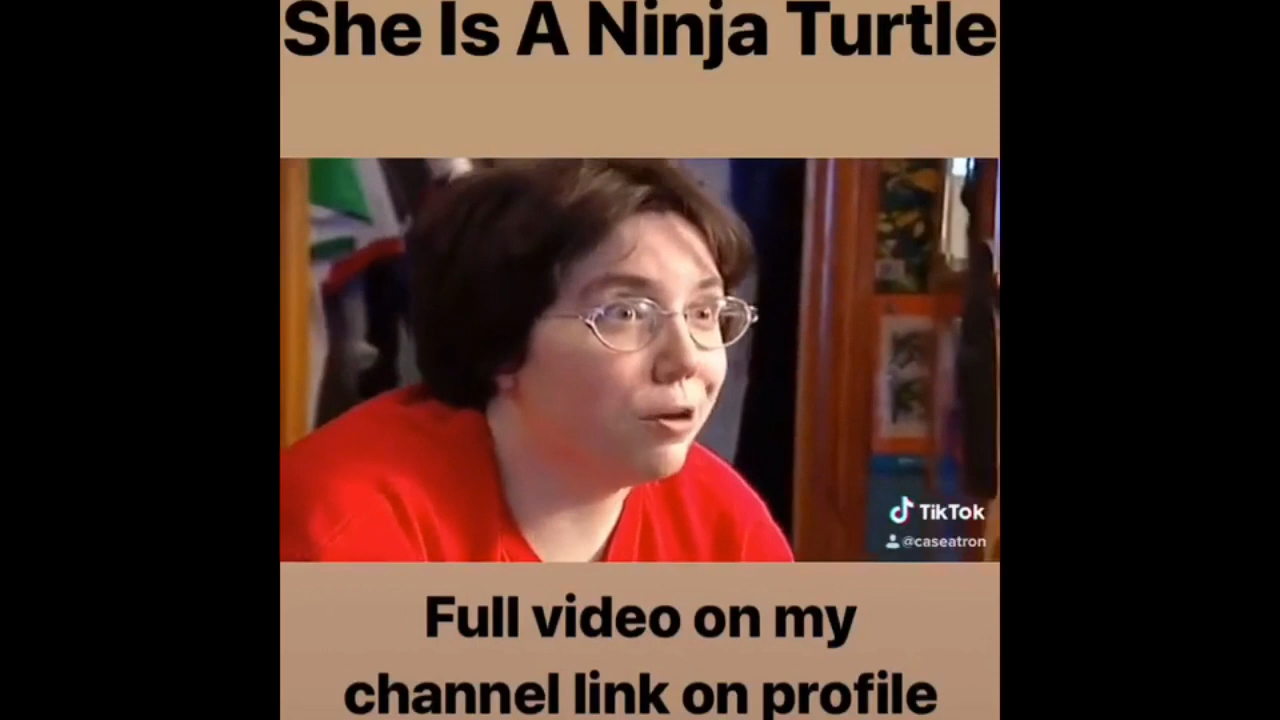 She Is A Ninja Turtle
TikTok
@caseatron
Full video on my
channel link on profile